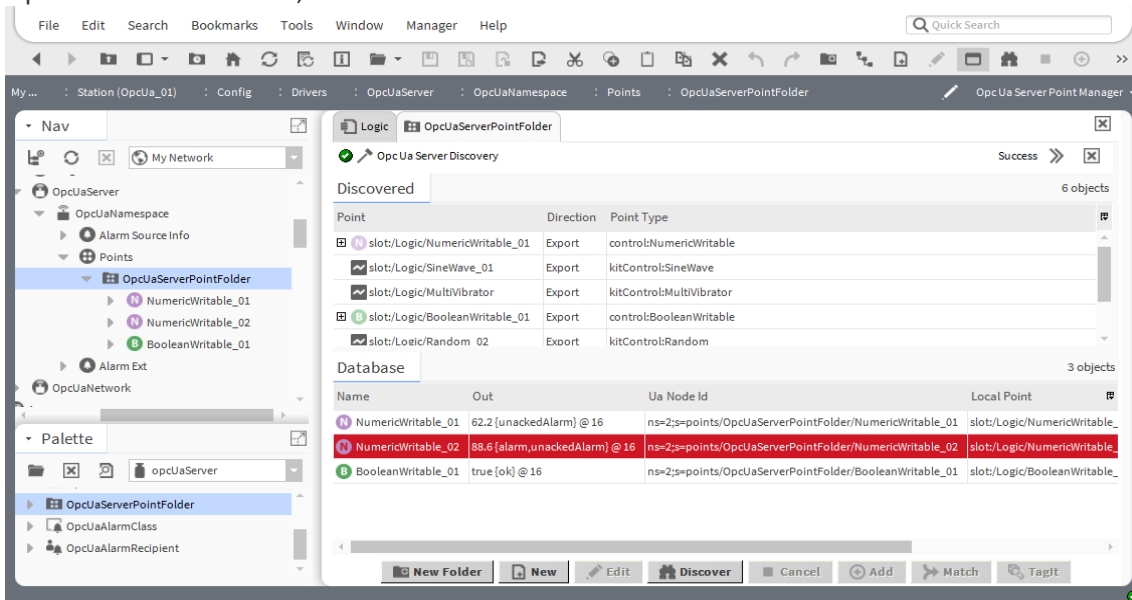 File Edit Search Bookmarks Tools Window Manager Help
Quick Search
My ... : Station (OpcUa_01) : Config : Drivers : OpcUaServer : OpcUaNamespace : Points : OpcUaServerPointFolder
Opc Ua Server Point Manager
Nav
My Network
OpcUaServer
OpcUaNamespace
Alarm Source Info
Points
OpcUaServerPointFolder
NumericWritable_01
NumericWritable_02
BooleanWritable_01
Alarm Ext
OpcUaNetwork
Palette
opcUaServer
OpcUaServerPointFolder
OpcUaAlarmClass
OpcUaAlarmRecipient
Logic OpcUaServerPointFolder
Opc Ua Server Discovery Success
Discovered 6 objects
Point Direction Point Type
N slot:/Logic/NumericWritable_01 Export control:NumericWritable
slot:/Logic/SineWave_01 Export kitControl:SineWave
slot:/Logic/MultiVibrator Export kitControl:MultiVibrator
B slot:/Logic/BooleanWritable_01 Export control:BooleanWritable
slot:/Logic/Random_02 Export kitControl:Random
Database 3 objects
Name Out Ua Node Id Local Point
N NumericWritable_01 62.2 {unackedAlarm} @ 16 ns=2;s=points/OpcUaServerPointFolder/NumericWritable_01 slot:/Logic/NumericWritable_
N NumericWritable_02 88.6 {alarm,unackedAlarm} @ 16 ns=2;s=points/OpcUaServerPointFolder/NumericWritable_02 slot:/Logic/NumericWritable_
B BooleanWritable_01 true {ok} @ 16 ns=2;s=points/OpcUaServerPointFolder/BooleanWritable_01 slot:/Logic/BooleanWritable_
New Folder New Edit Discover Cancel Add Match TagIt